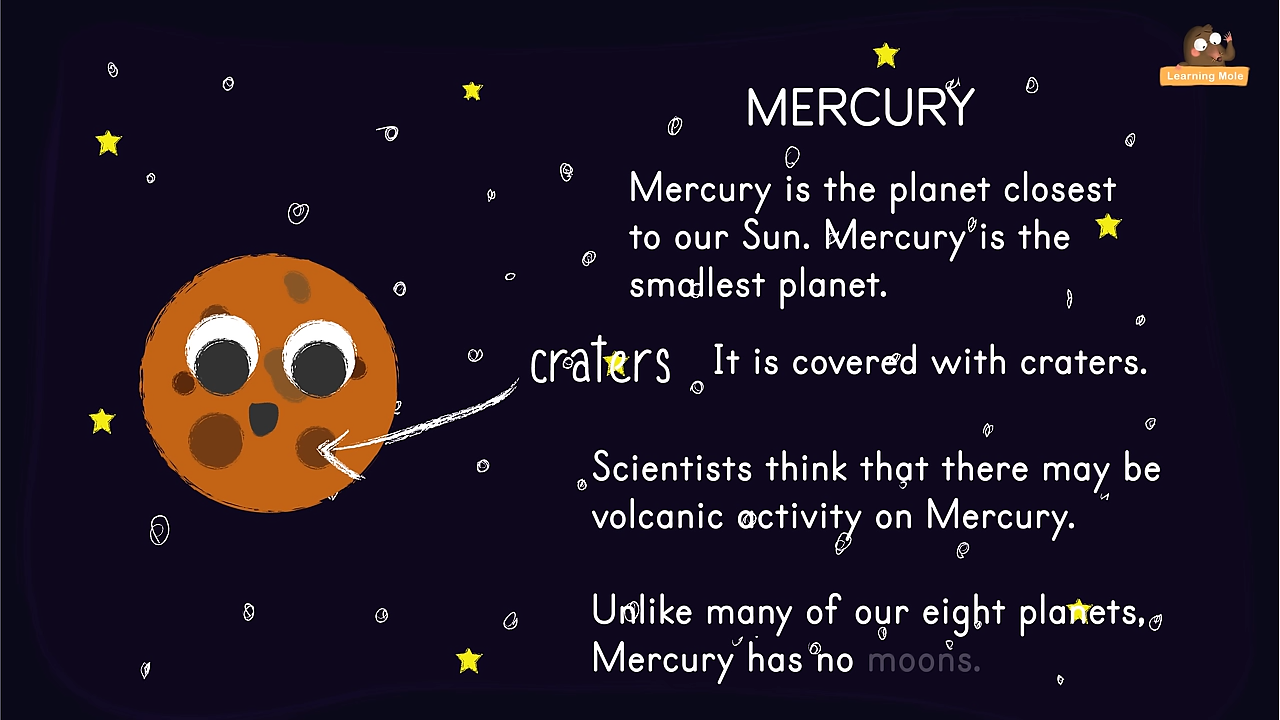 Learning Mole
MERCURY
Mercury is the planet closest
to our Sun. Mercury is the
smallest planet.
craters
It is covered with craters.
Scientists think that there may be
volcanic activity on Mercury.
Unlike many of our eight planets,
Mercury has no moons.